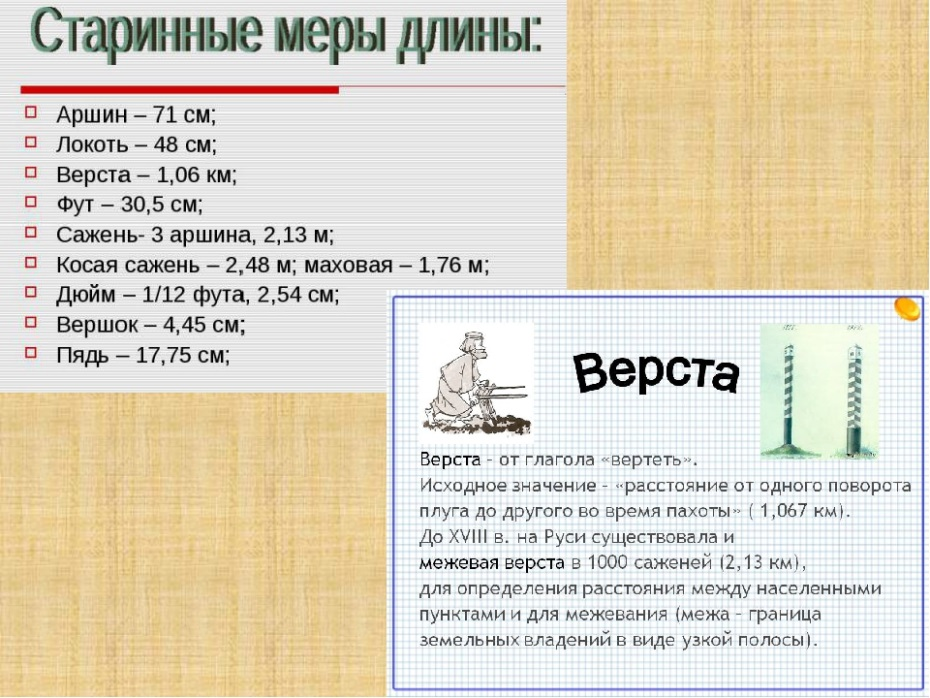 Старинные меры длины:
Аршин – 71 см;
Локоть – 48 см;
Верста – 1,06 км;
Фут – 30,5 см;
Сажень- 3 аршина, 2,13 м;
Косая сажень – 2,48 м; маховая – 1,76 м;
Дюйм – 1/12 фута, 2,54 см;
Вершок – 4,45 см;
Пядь – 17,75 см;
Верста
Верста – от глагола «вертеть».
Исходное значение – «расстояние от одного поворота
плуга до другого во время пахоты» ( 1,067 км).
До XVIII в. на Руси существовала и
межевая верста в 1000 саженей (2,13 км),
для определения расстояния между населенными
пунктами и для межевания (межа – граница
земельных владений в виде узкой полосы).